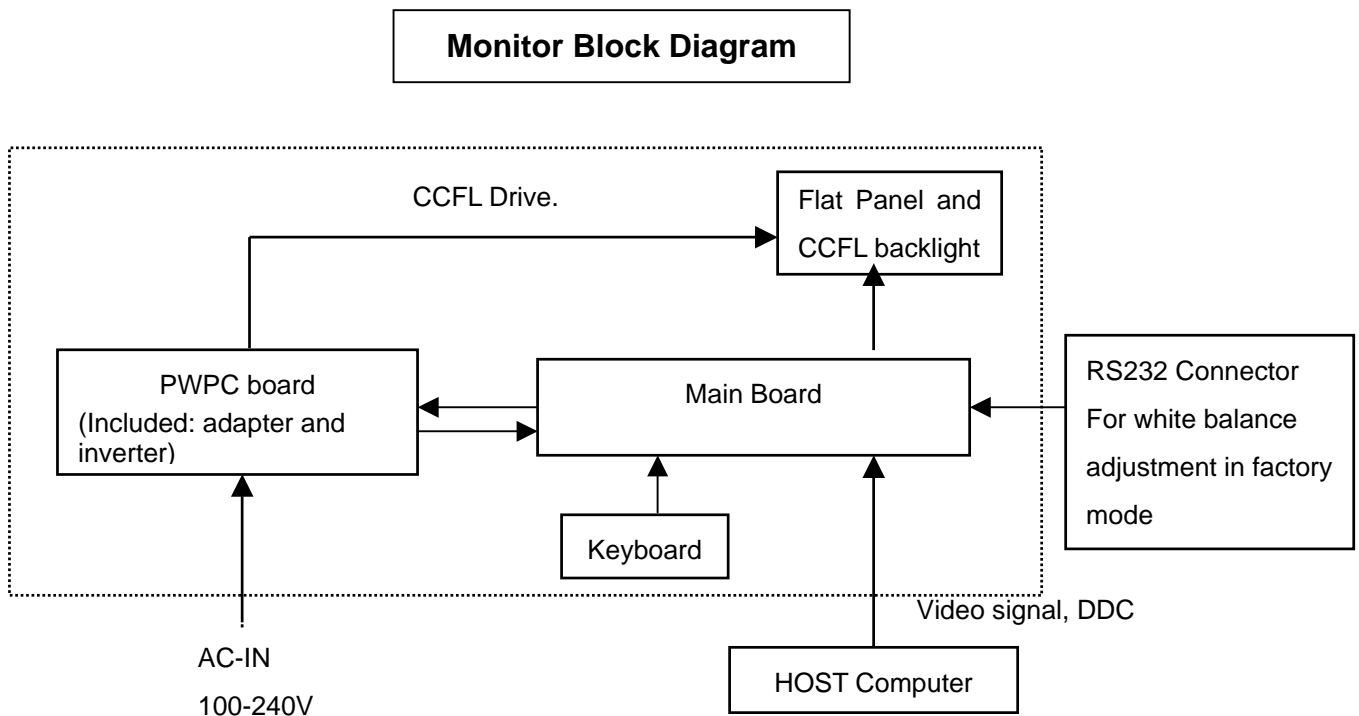 Monitor Block Diagram
CCFL Drive.
Flat Panel and
CCFL backlight
PWPC board
(Included: adapter and
inverter)
Main Board
RS232 Connector
For white balance
adjustment in factory
mode
Keyboard
Video signal, DDC
AC-IN
100-240V
HOST Computer